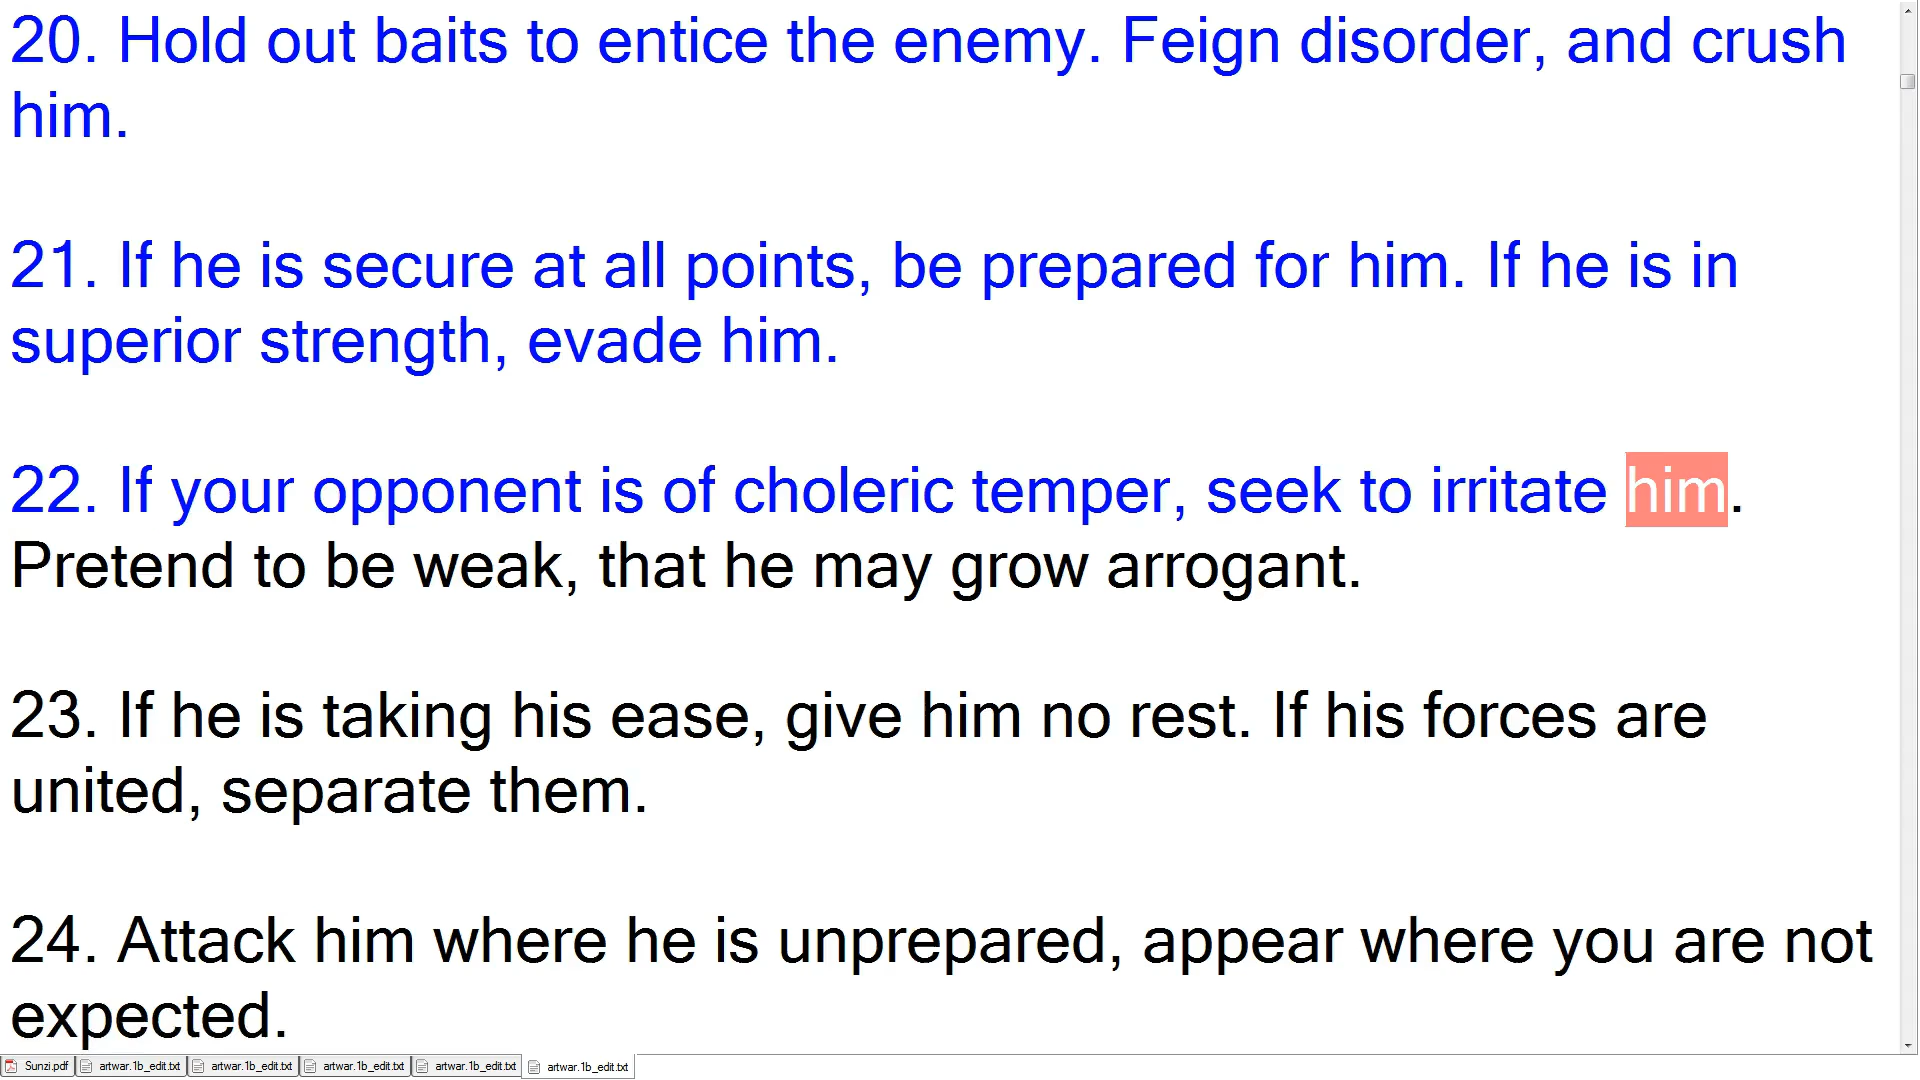 20. Hold out baits to entice the enemy. Feign disorder, and crush
him.
21. If he is secure at all points, be prepared for him. If he is in
superior strength, evade him.
22. If your opponent is of choleric temper, seek to irritate him.
Pretend to be weak, that he may grow arrogant.
23. If he is taking his ease, give him no rest. If his forces are
united, separate them.
24. Attack him where he is unprepared, appear where you are not
expected.
Sunzi.pdf artwar.1b_edit.txt artwar.1b_edit.txt artwar.1b_edit.txt artwar.1b_edit.txt artwar.1b_edit.txt